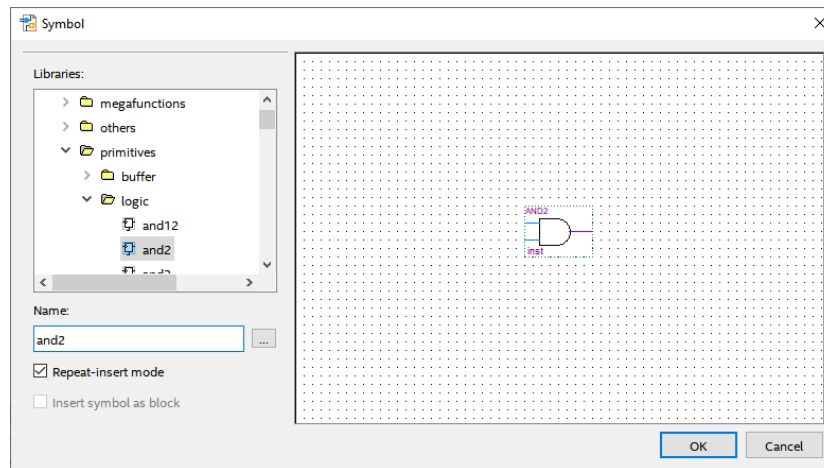 Symbol
Libraries:
megafunctions
others
primitives
buffer
logic
and12
and2
Name:
and2
...
Repeat-insert mode
Insert symbol as block
AND2
inst
OK
Cancel